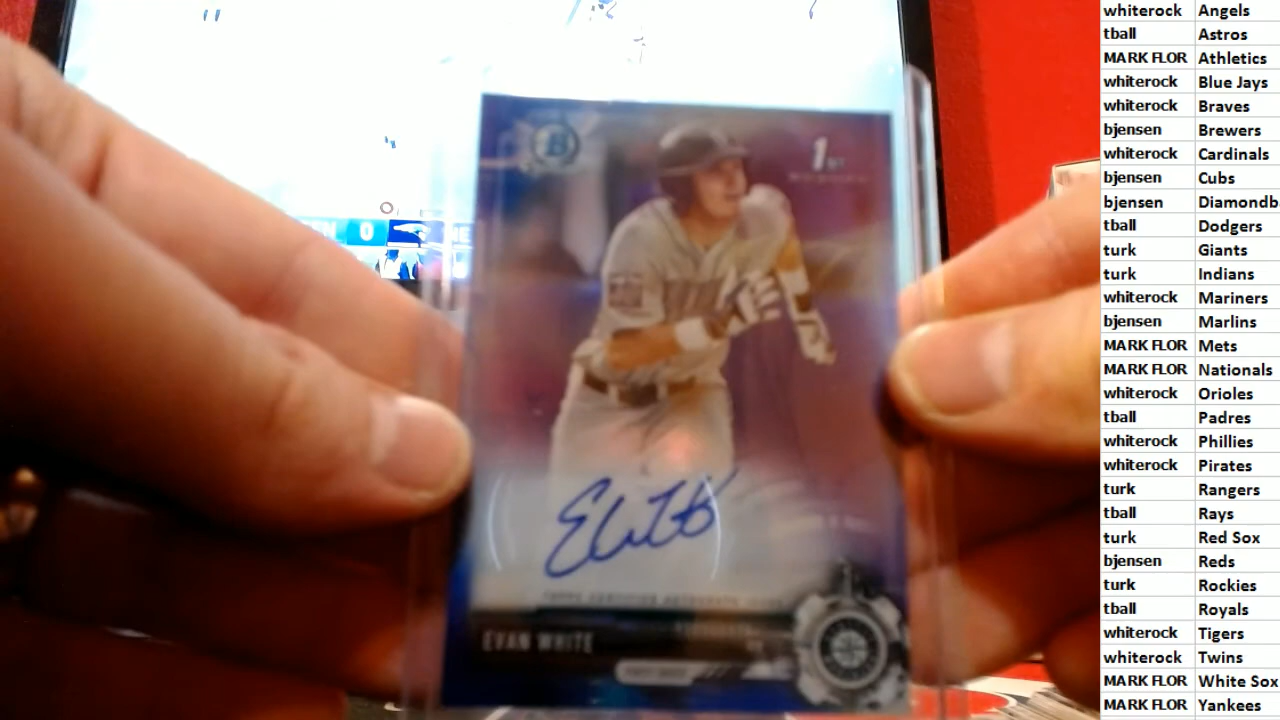 0
NE
B
1ST
EVAN WHITE
whiterock Angels
tball Astros
MARK FLOR Athletics
whiterock Blue Jays
whiterock Braves
bjensen Brewers
whiterock Cardinals
bjensen Cubs
bjensen Diamondb
tball Dodgers
turk Giants
turk Indians
whiterock Mariners
bjensen Marlins
MARK FLOR Mets
MARK FLOR Nationals
whiterock Orioles
tball Padres
whiterock Phillies
whiterock Pirates
turk Rangers
tball Rays
turk Red Sox
bjensen Reds
turk Rockies
tball Royals
whiterock Tigers
whiterock Twins
MARK FLOR White Sox
MARK FLOR Yankees